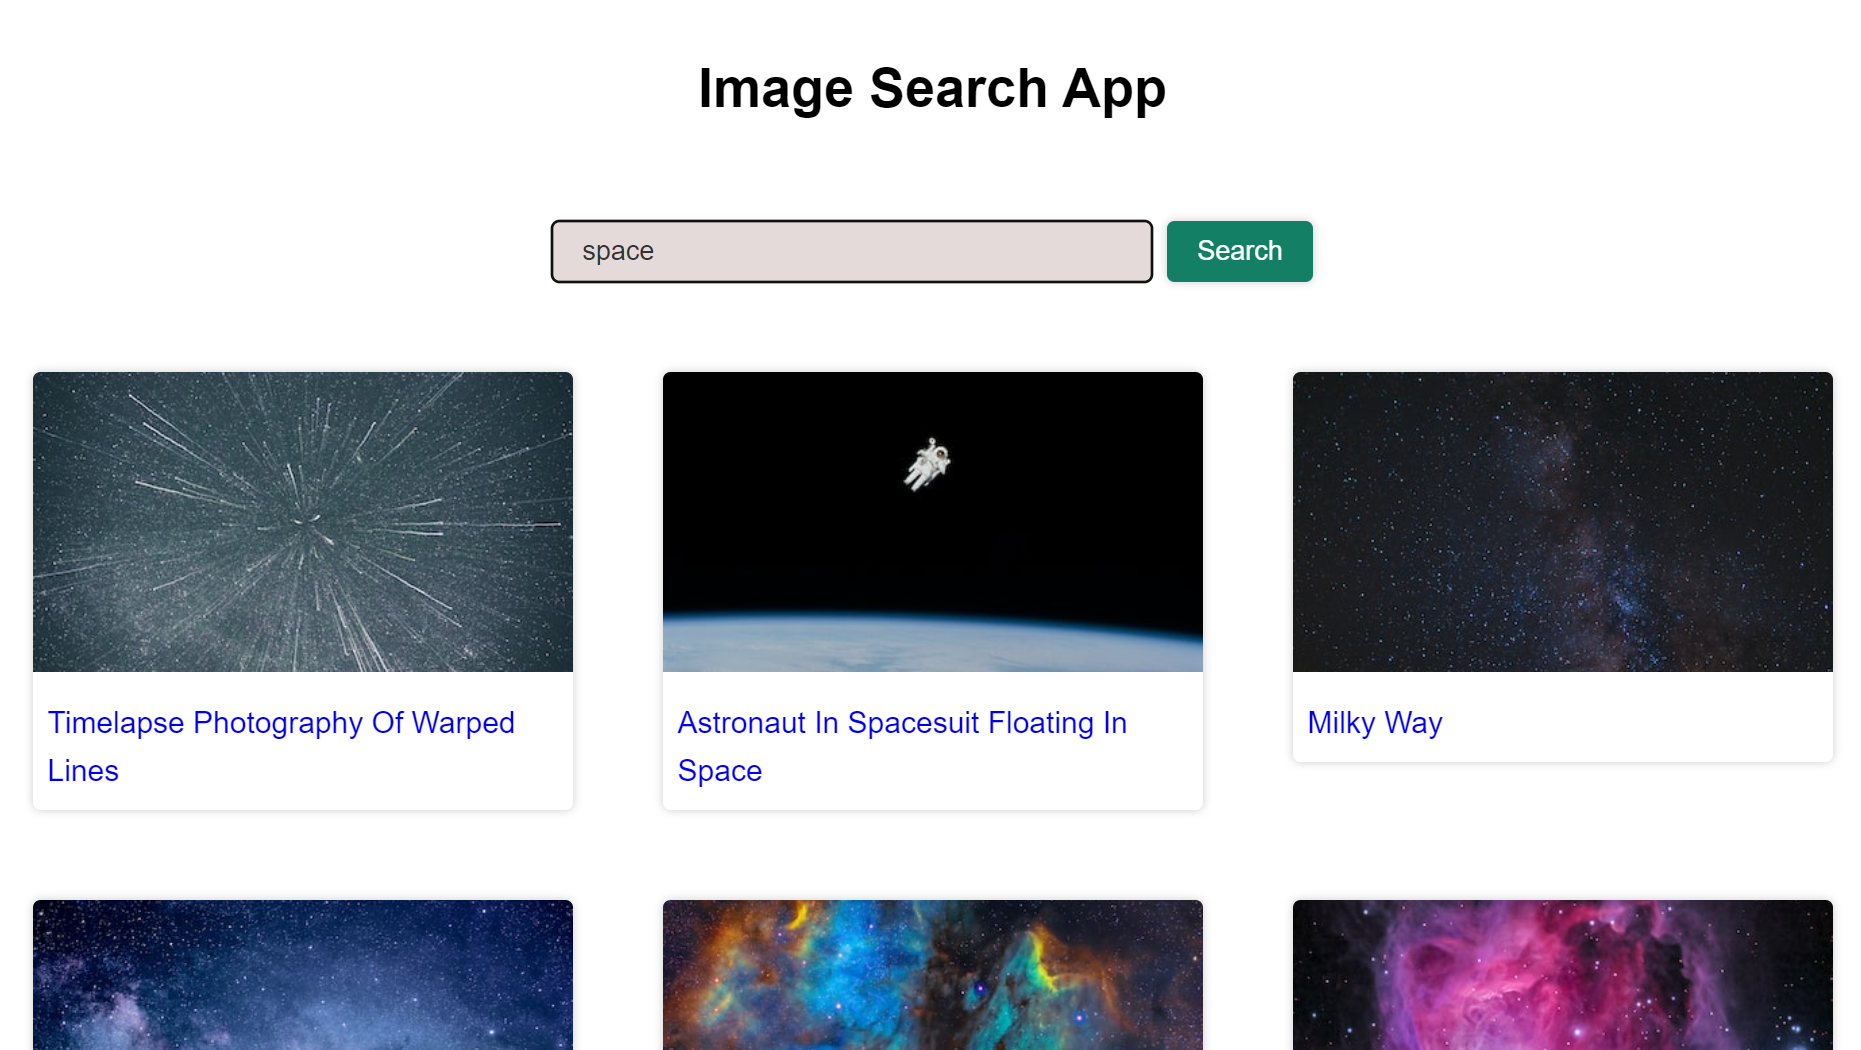 Image Search App
space
Search
Timelapse Photography Of Warped
Lines
Astronaut In Spacesuit Floating In
Space
Milky Way